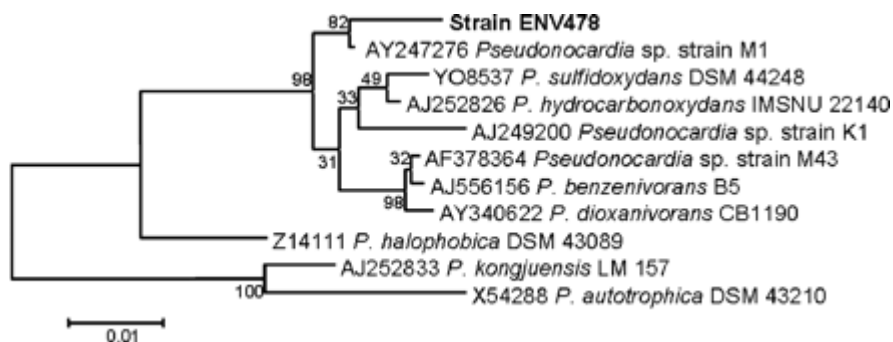 82
Strain ENV478
AY247276 Pseudonocardia sp. strain M1
98
49
YO8537 P. sulfidoxydans DSM 44248
33
AJ252826 P. hydrocarbonoxydans IMSNU 22140
AJ249200 Pseudonocardia sp. strain K1
31
32
AF378364 Pseudonocardia sp. strain M43
AJ556156 P. benzenivorans B5
98
AY340622 P. dioxanivorans CB1190
Z14111 P. halophobica DSM 43089
AJ252833 P. kongjuensis LM 157
100
X54288 P. autotrophica DSM 43210
0.01